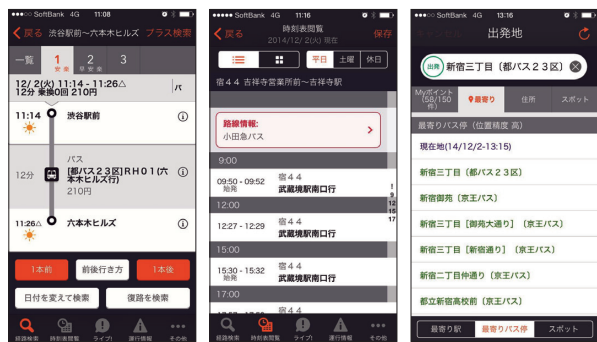 SoftBank 4G 11:08
戻る 渋谷駅前〜六本木ヒルズ プラス検索
一覧 1 2 3
安 楽 早 安 楽
12/ 2(火) 11:14 - 11:26△
12分 乗換0回 210円
11:14 渋谷駅前
バス
12分 [都バス23区]RH01(六本木ヒルズ行)
210円
11:26△ 六本木ヒルズ
1本前 前後行き方 1本後
日付を変えて検索 復路を検索
経路検索 時刻表閲覧 ライブ! 運行情報 その他
SoftBank 4G 11:16
戻る 時刻表閲覧 保存
2014/12/ 2(火) 現在
平日 土曜 休日
宿44 吉祥寺営業所前〜吉祥寺駅
路線情報:
小田急バス
9:00
09:50 - 09:52 宿44
始発 武蔵境駅南口行
12:00
12:27 - 12:29 宿44
武蔵境駅南口行
15:00
15:30 - 15:32 宿44
始発 武蔵境駅南口行
17:00
宿44
!
9
12
15
17
経路検索 時刻表閲覧 ライブ! 運行情報 その他
SoftBank 4G 13:16
出発地
出発 新宿三丁目〔都バス23区〕
Myポイント
(58/150件)
最寄り 住所 スポット
最寄りバス停（位置精度 高）
現在地(14/12/2-13:15)
新宿三丁目〔都バス23区〕
新宿御苑〔京王バス〕
新宿三丁目［御苑大通り］〔京王バス〕
新宿三丁目［新宿通り］〔京王バス〕
新宿二丁目仲通り〔京王バス〕
都立新宿高校前〔京王バス〕
最寄り駅 最寄りバス停 スポット